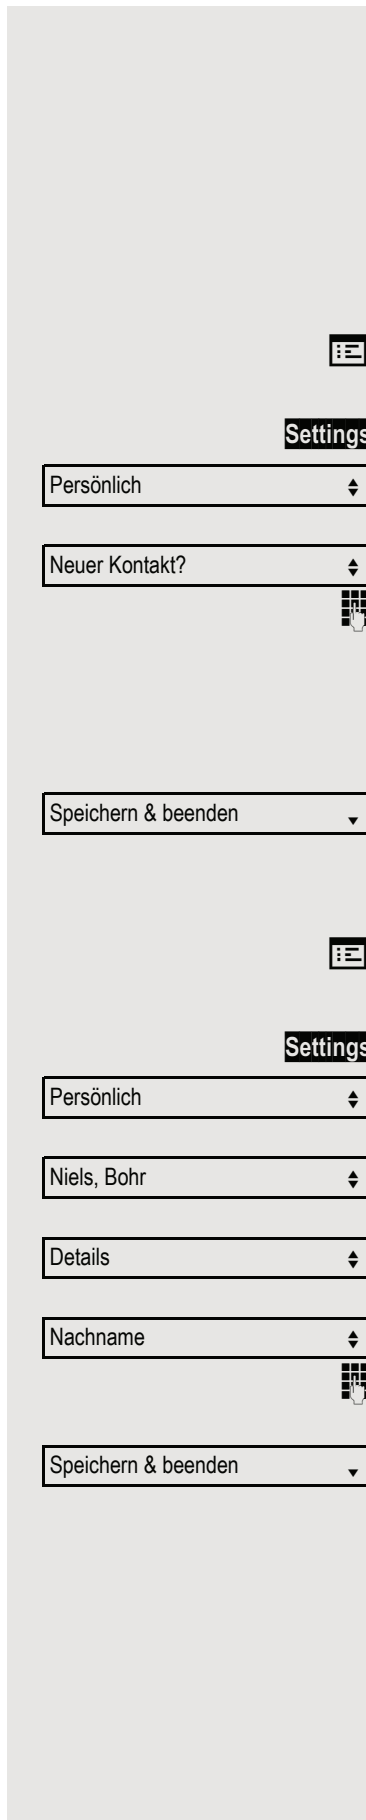 Settings
Persönlich
Neuer Kontakt?
Speichern & beenden
Settings
Persönlich
Niels, Bohr
Details
Nachname
Speichern & beenden